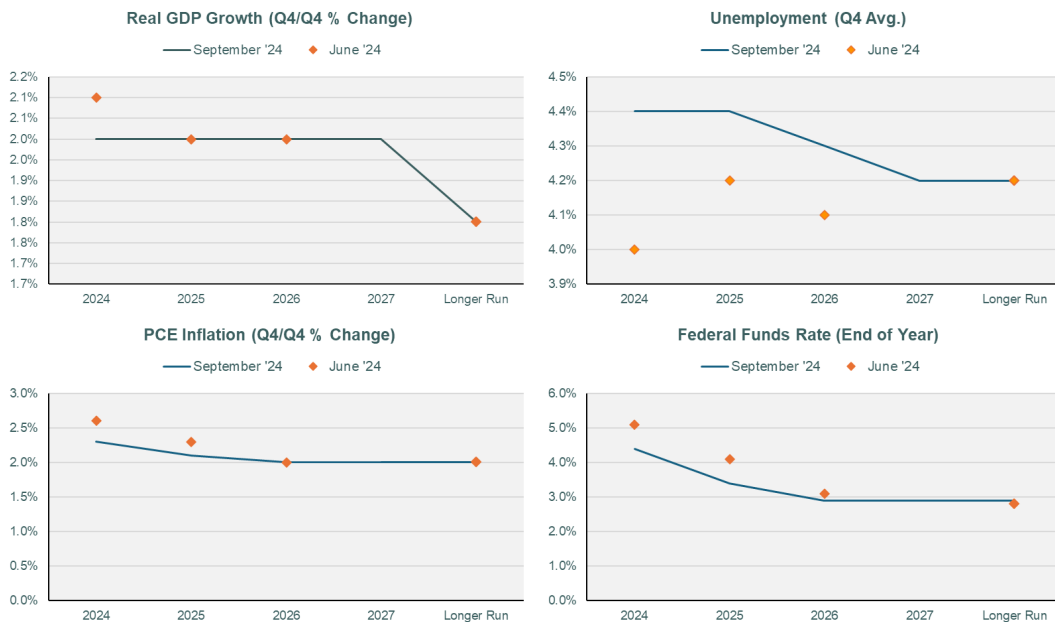 Real GDP Growth (Q4/Q4 % Change)
September '24 June '24
2.2%
2.1%
2.1%
2.0%
2.0%
1.9%
1.9%
1.8%
1.8%
1.7%
1.7%
2024 2025 2026 2027 Longer Run
Unemployment (Q4 Avg.)
September '24 June '24
4.5%
4.4%
4.3%
4.2%
4.1%
4.0%
3.9%
2024 2025 2026 2027 Longer Run
PCE Inflation (Q4/Q4 % Change)
September '24 June '24
3.0%
2.5%
2.0%
1.5%
1.0%
0.5%
0.0%
2024 2025 2026 2027 Longer Run
Federal Funds Rate (End of Year)
September '24 June '24
6.0%
5.0%
4.0%
3.0%
2.0%
1.0%
0.0%
2024 2025 2026 2027 Longer Run